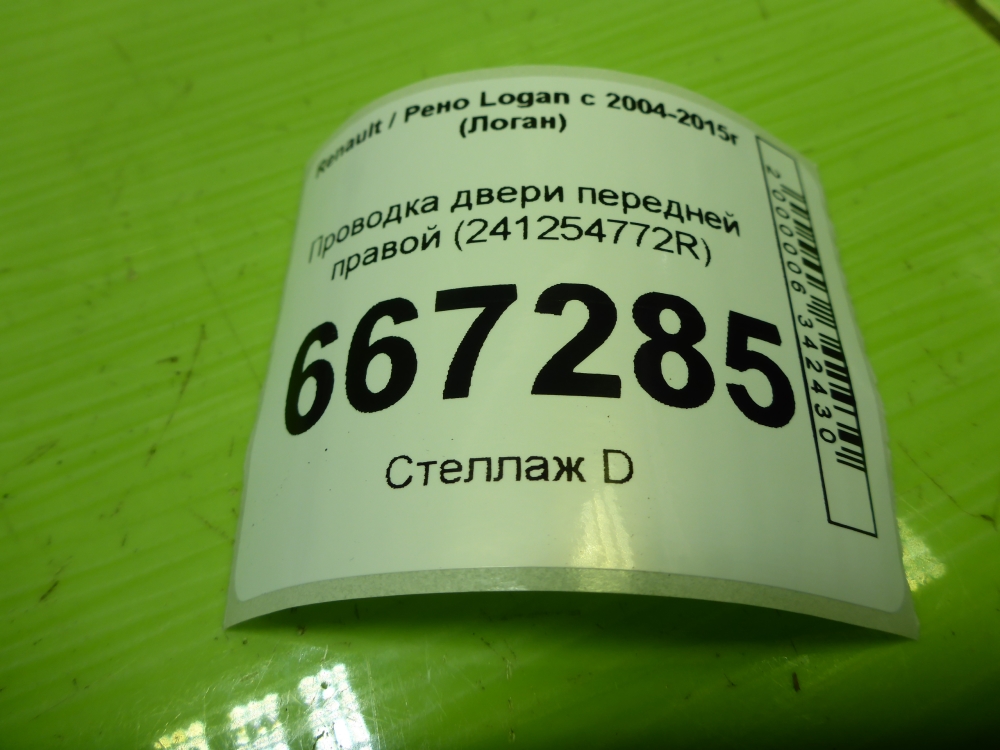 Renault / Рено Logan с 2004-2015г
(Логан)
Проводка двери передней
правой (241254772R)
667285
Стеллаж D
2000006342430